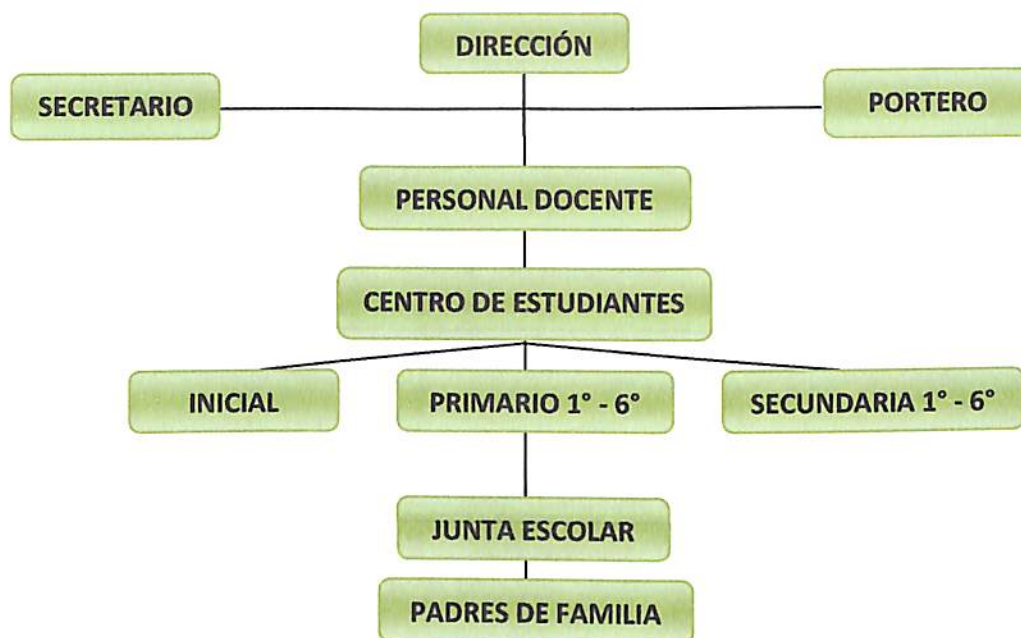 DIRECCIÓN
SECRETARIO
PORTERO
PERSONAL DOCENTE
CENTRO DE ESTUDIANTES
INICIAL
PRIMARIO 1° - 6°
SECUNDARIA 1° - 6°
JUNTA ESCOLAR
PADRES DE FAMILIA